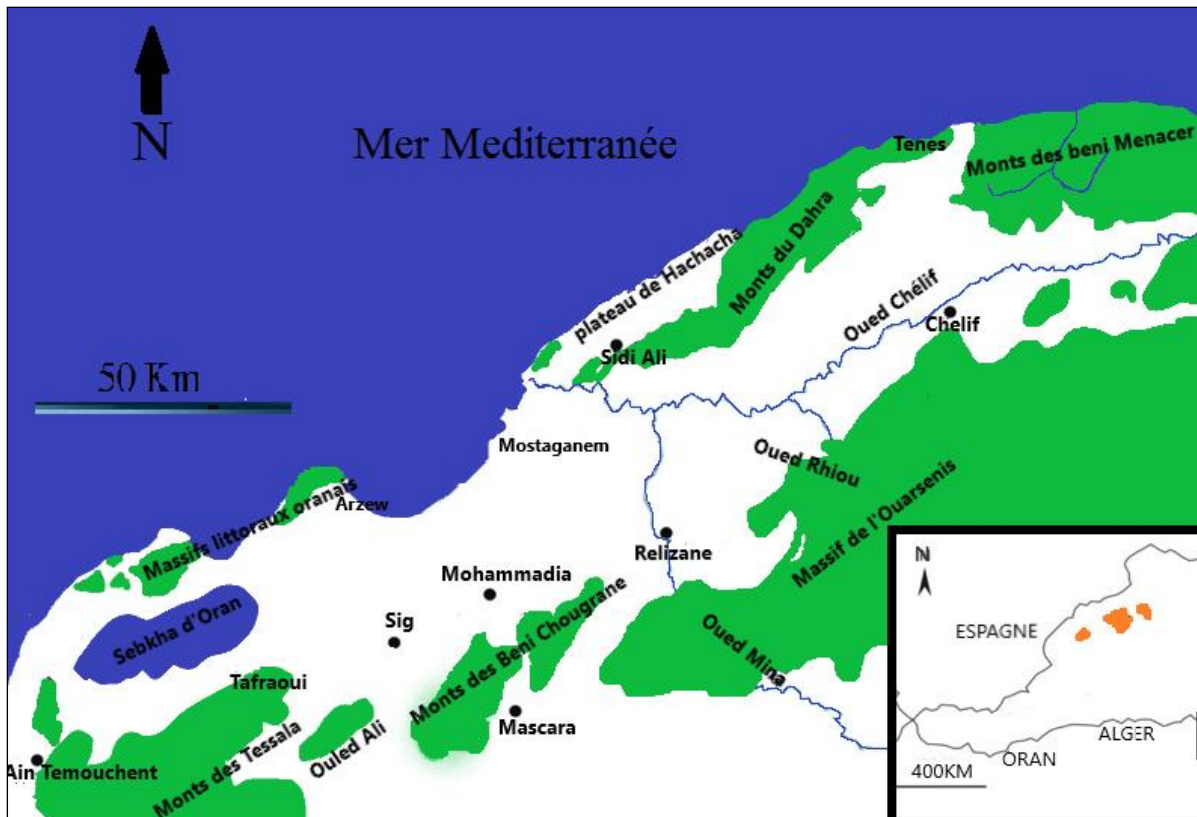 N
Mer Mediterranée
Tenes
Monts des beni Menacer
plateau de Hachacha
Monts du Dahra
Oued Chélif
Chelif
Sidi Ali
50 Km
Mostaganem
Oued Rhiou
Massifs littoraux oranais
Arzew
Massif de l'Ouarsenis
Relizane
Mohammadia
Sig
Sebkha d'Oran
Monts des Beni Chougrane
Oued Mina
Tafraoui
Mascara
Ouled Ali
Monts des Tessala
Ain Temouchent
N
ESPAGNE
ALGER
ORAN
400KM